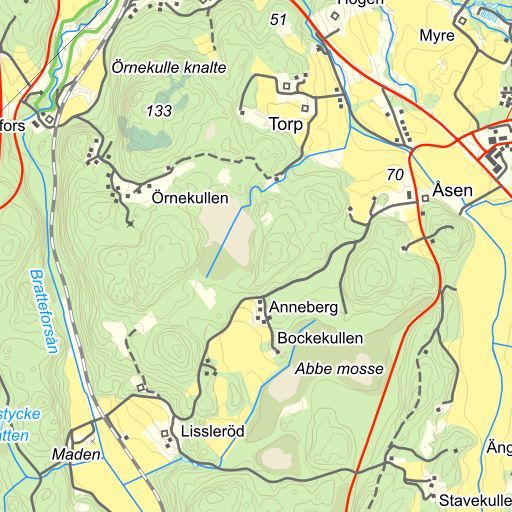 Högen
51
Myre
Örnekulle knalte
133
fors
Torp
70
Åsen
Örnekullen
Bratteforsån
Anneberg
Bockekullen
Abbe mosse
stycke
tten
Lissleröd
Maden
Äng
Stavekulle